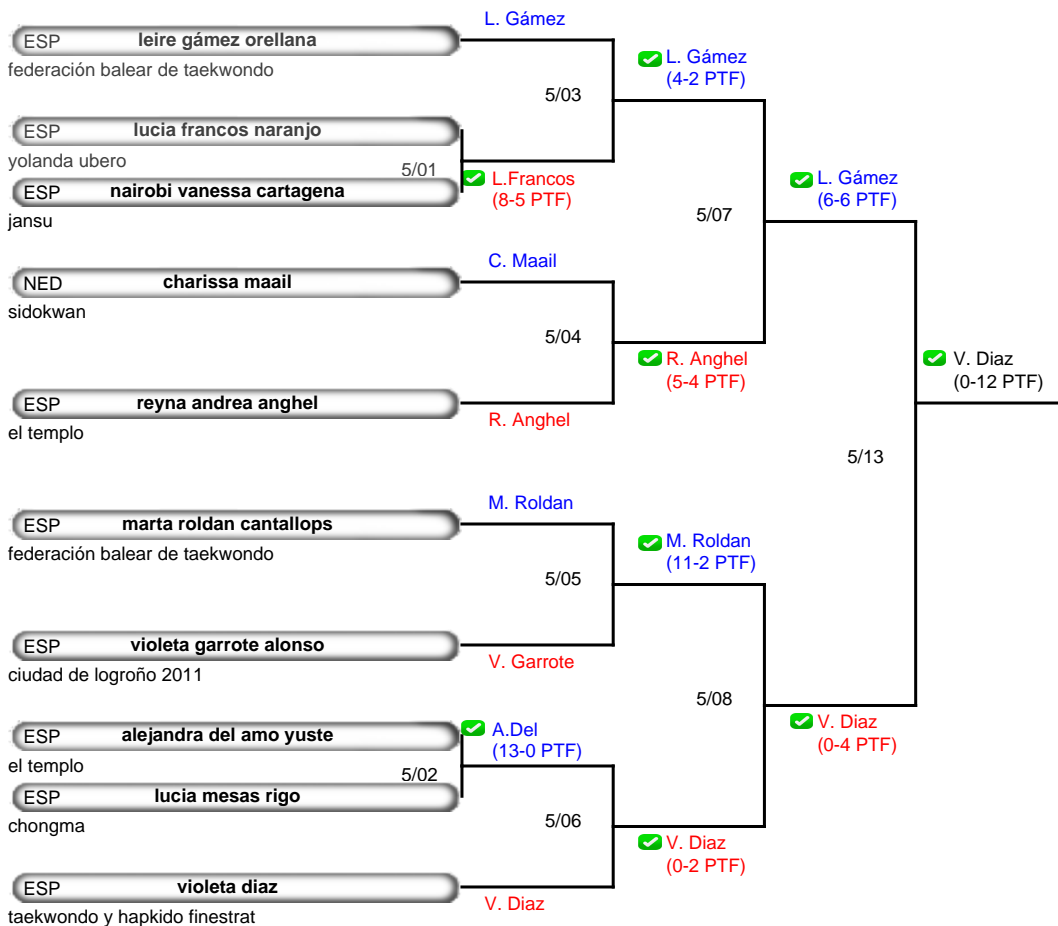 L. Gámez
ESP leire gámez orellana
federación balear de taekwondo
L. Gámez
(4-2 PTF)
5/03
ESP lucia francos naranjo
yolanda ubero
5/01
L.Francos
(8-5 PTF)
ESP nairobi vanessa cartagena
jansu
L. Gámez
(6-6 PTF)
5/07
C. Maail
NED charissa maail
sidokwan
5/04
R. Anghel
(5-4 PTF)
V. Diaz
(0-12 PTF)
ESP reyna andrea anghel
el templo
R. Anghel
5/13
M. Roldan
ESP marta roldan cantallops
federación balear de taekwondo
M. Roldan
(11-2 PTF)
5/05
ESP violeta garrote alonso
ciudad de logroño 2011
V. Garrote
5/08
V. Diaz
(0-4 PTF)
ESP alejandra del amo yuste
el templo
A.Del
(13-0 PTF)
5/02
ESP lucia mesas rigo
chongma
5/06
V. Diaz
(0-2 PTF)
ESP violeta diaz
taekwondo y hapkido finestrat
V. Diaz